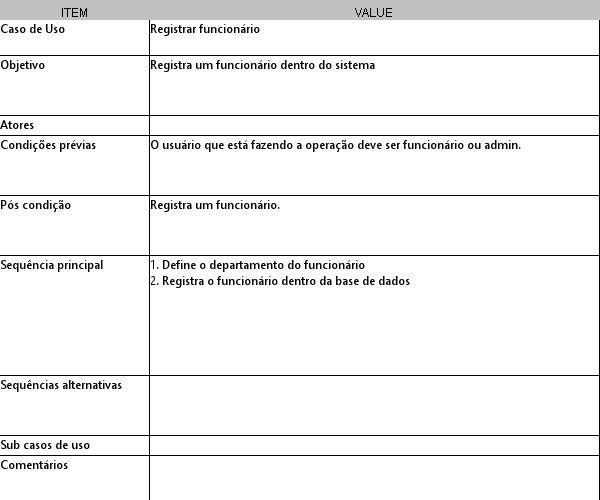 ITEM VALUE
Caso de Uso Registrar funcionário
Objetivo Registra um funcionário dentro do sistema
Atores
Condições prévias O usuário que está fazendo a operação deve ser funcionário ou admin.
Pós condição Registra um funcionário.
Sequência principal 1. Define o departamento do funcionário
2. Registra o funcionário dentro da base de dados
Sequências alternativas
Sub casos de uso
Comentários